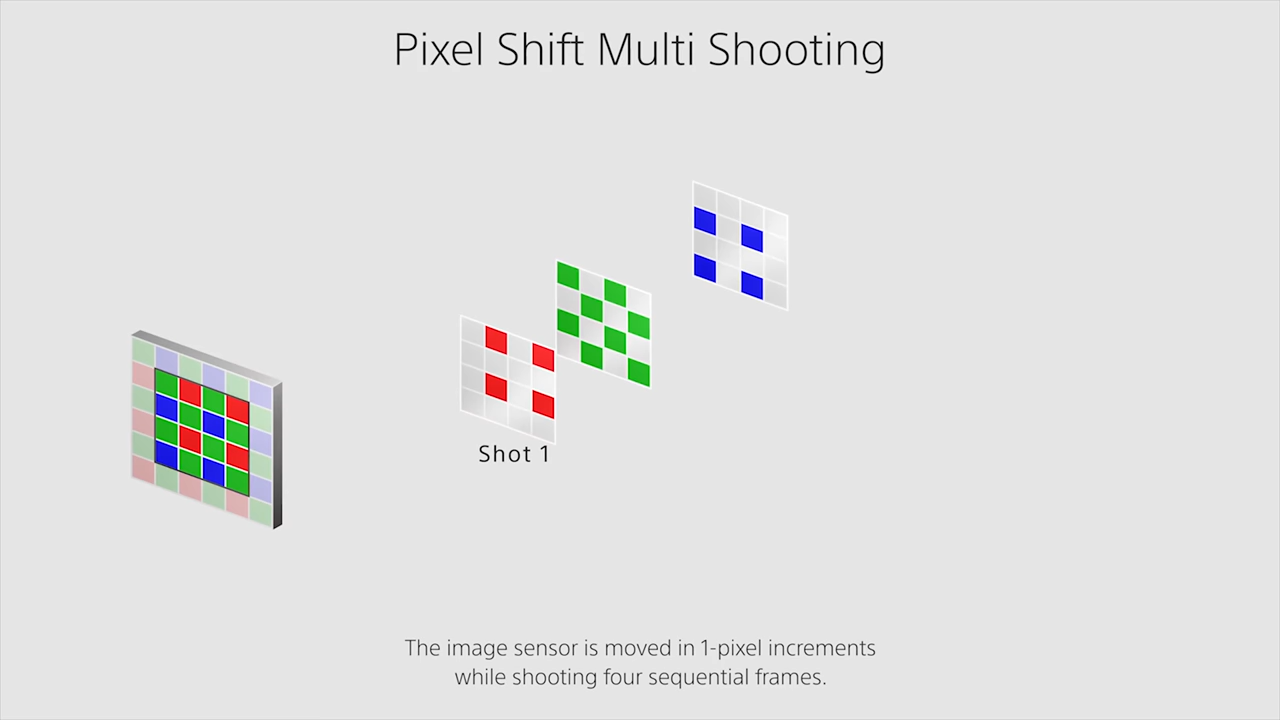 Pixel Shift Multi Shooting
Shot 1
The image sensor is moved in 1-pixel increments
while shooting four sequential frames.